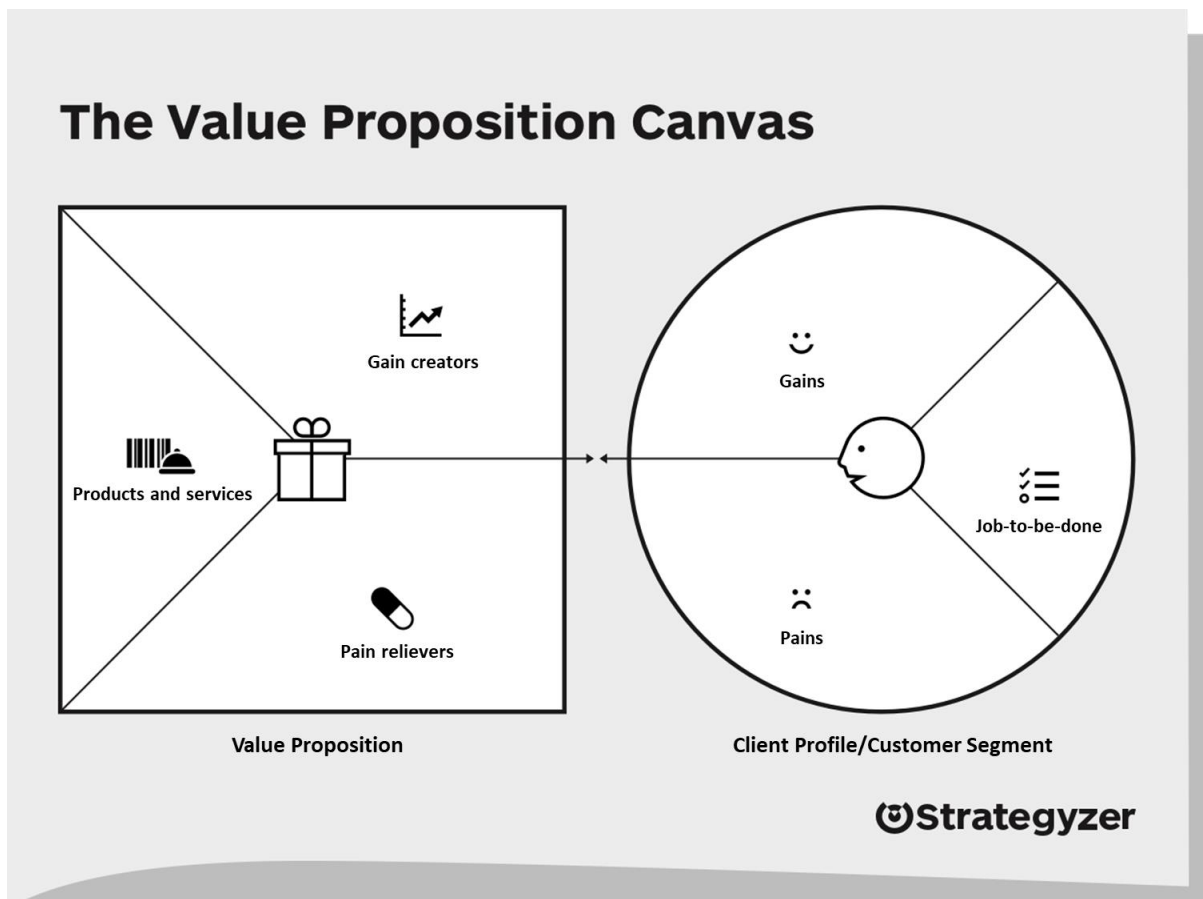 The Value Proposition Canvas
Gain creators
Products and services
Pain relievers
Value Proposition
Gains
Job-to-be-done
Pains
Client Profile/Customer Segment
Strategyzer